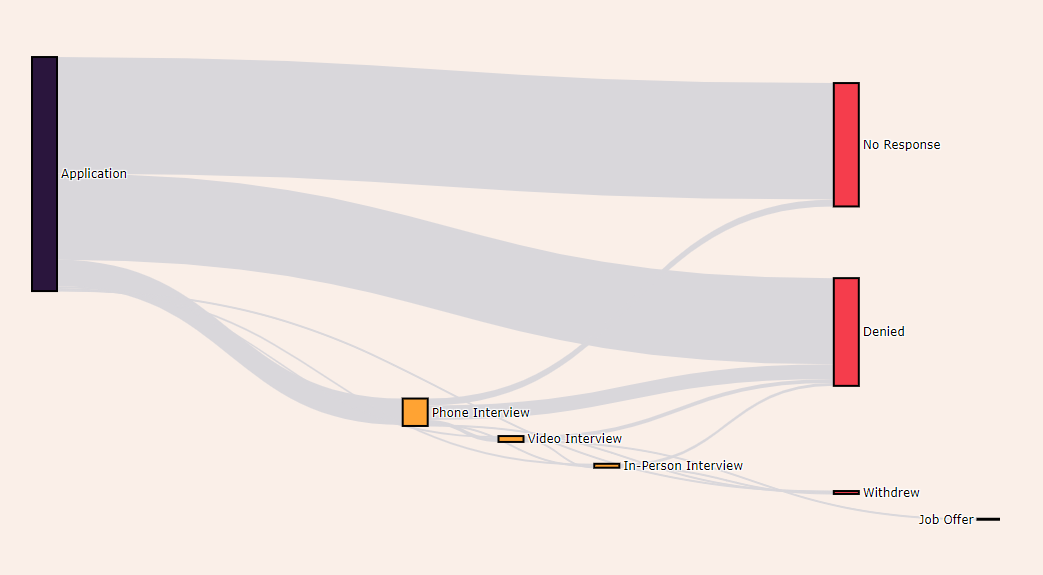 Application
No Response
Denied
Phone Interview
Video Interview
In-Person Interview
Withdrew
Job Offer